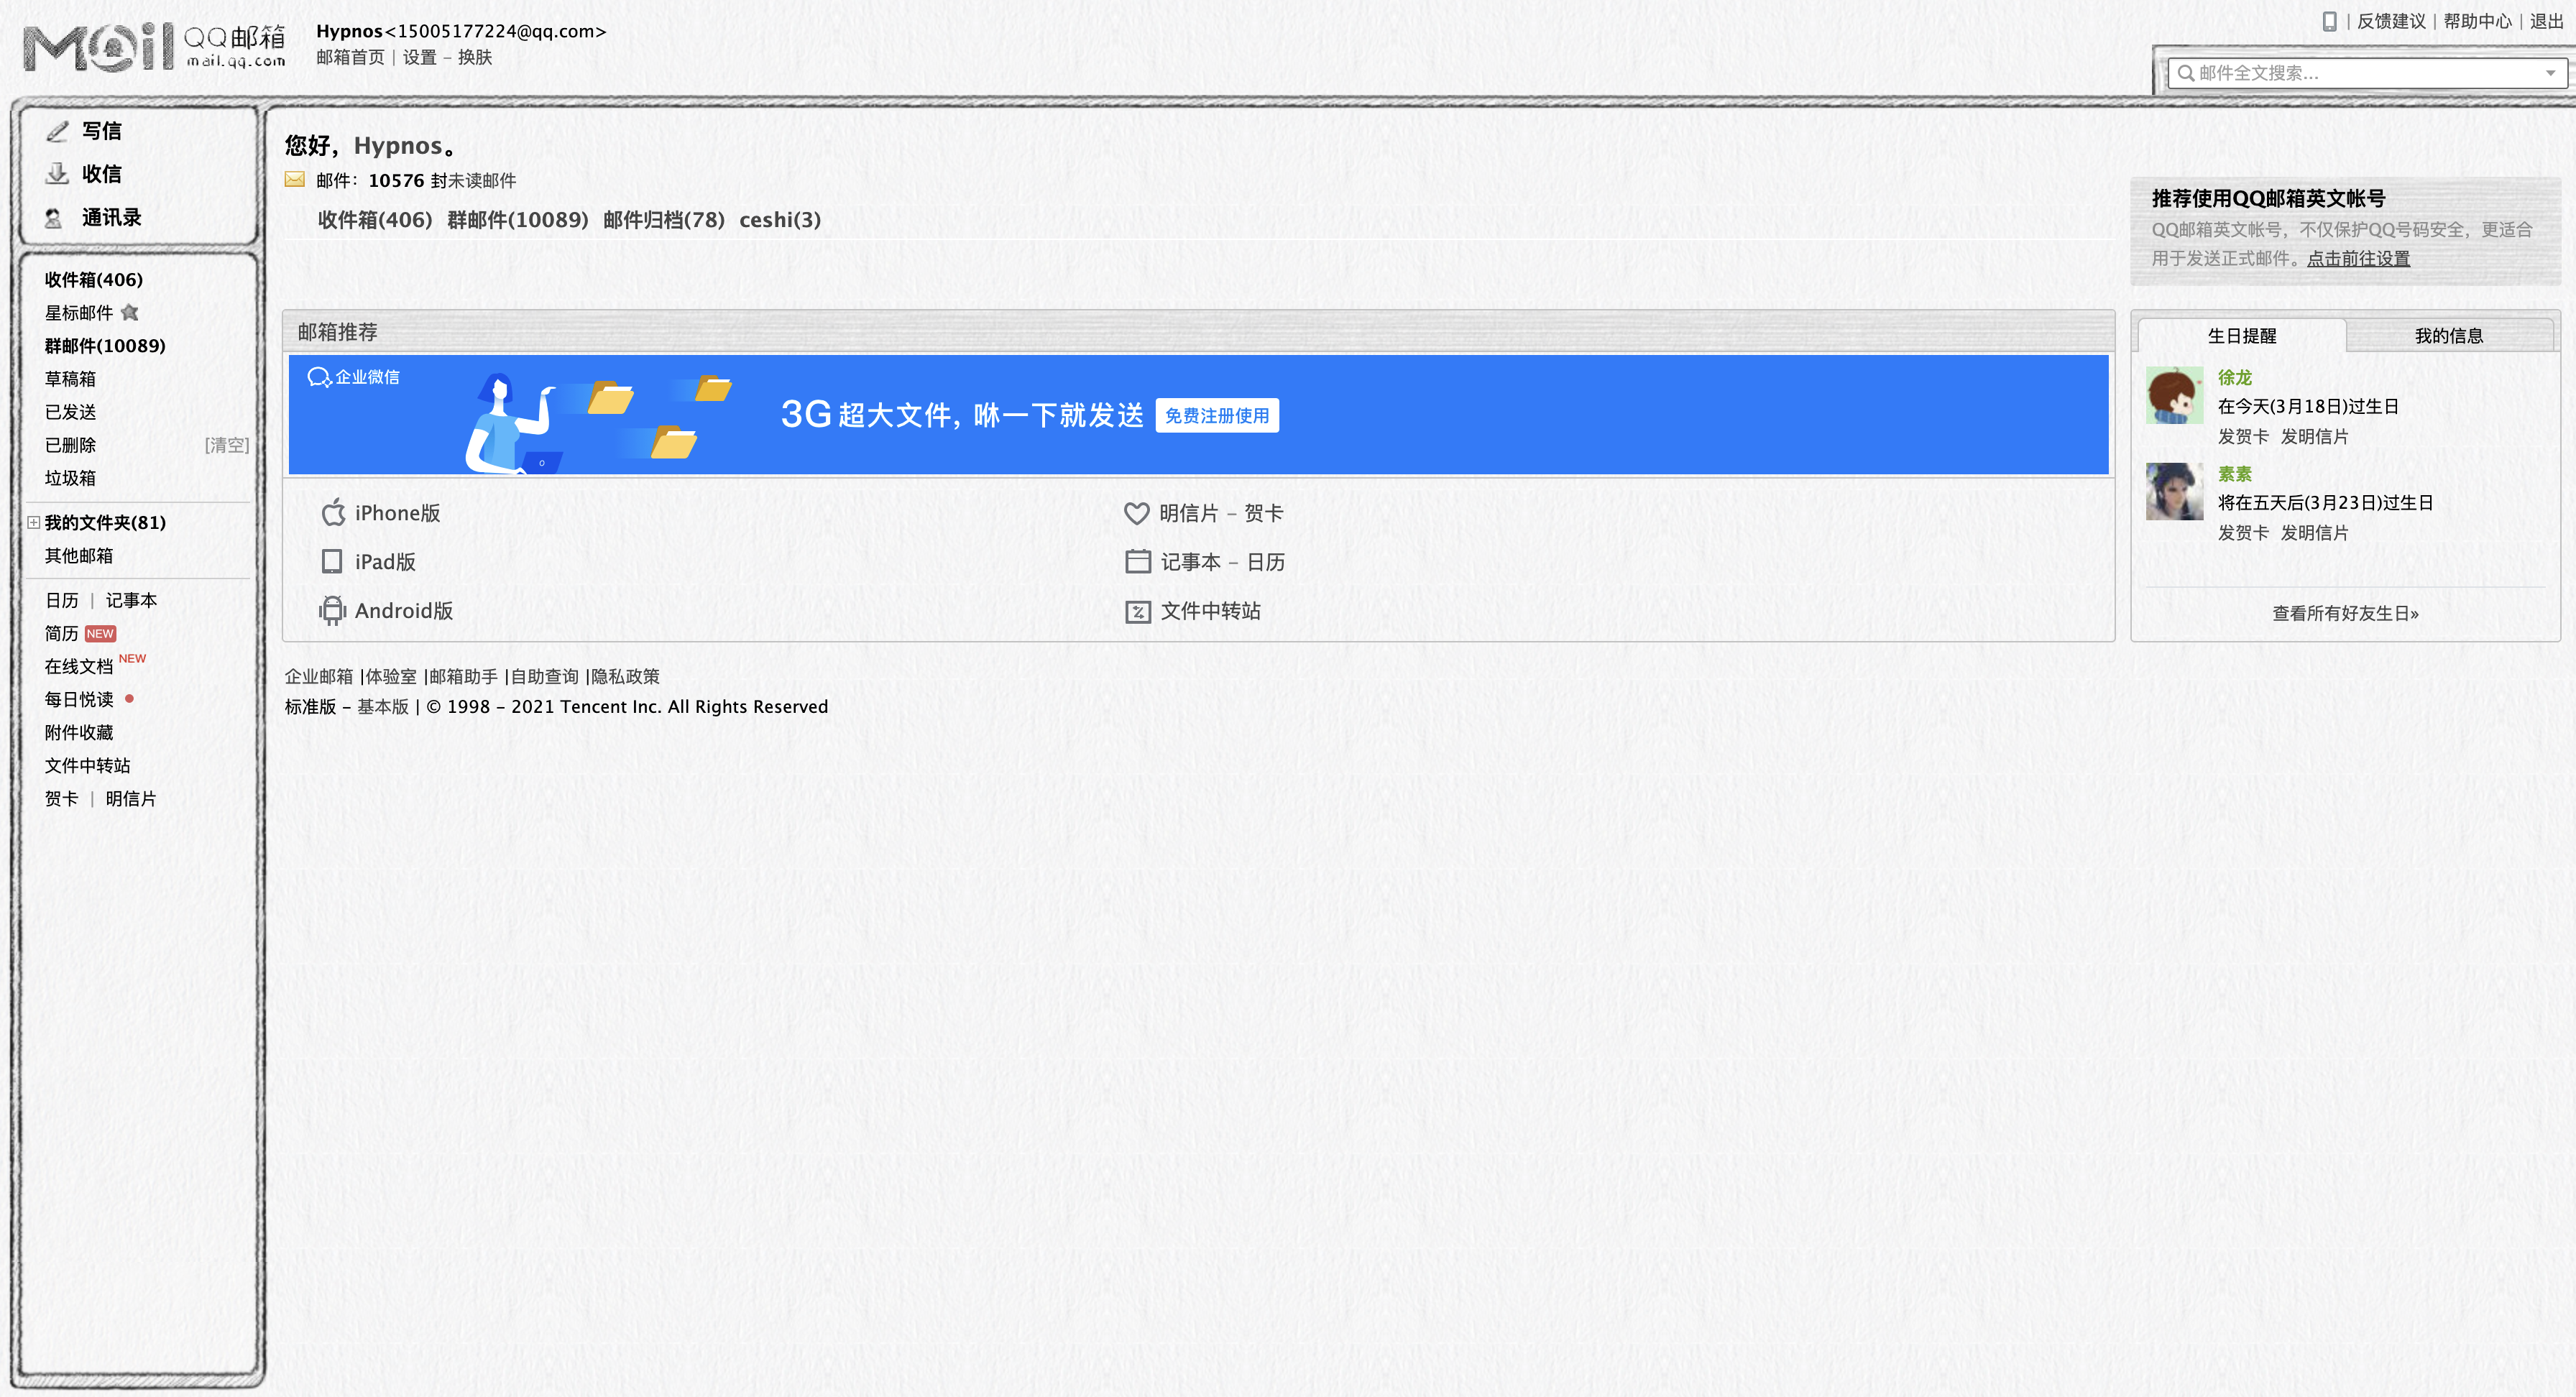 Mail QQ邮箱 mail.qq.com
Hypnos<15005177224@qq.com>
邮箱首页 | 设置 - 换肤
| 反馈建议 | 帮助中心 | 退出
邮件全文搜索...
写信
收信
通讯录
收件箱(406)
星标邮件
群邮件(10089)
草稿箱
已发送
已删除 [清空]
垃圾箱
我的文件夹(81)
其他邮箱
日历 | 记事本
简历 NEW
在线文档 NEW
每日悦读
附件收藏
文件中转站
贺卡 | 明信片
您好，Hypnos。
邮件：10576 封未读邮件
收件箱(406) 群邮件(10089) 邮件归档(78) ceshi(3)
邮箱推荐
企业微信
3G 超大文件, 咻一下就发送 免费注册使用
iPhone版
明信片 - 贺卡
iPad版
记事本 - 日历
Android版
文件中转站
企业邮箱 |体验室 |邮箱助手 |自助查询 |隐私政策
标准版 - 基本版 | © 1998 - 2021 Tencent Inc. All Rights Reserved
推荐使用QQ邮箱英文帐号
QQ邮箱英文帐号，不仅保护QQ号码安全，更适合
用于发送正式邮件。点击前往设置
生日提醒 我的信息
徐龙
在今天(3月18日)过生日
发贺卡 发明信片
素素
将在五天后(3月23日)过生日
发贺卡 发明信片
查看所有好友生日»